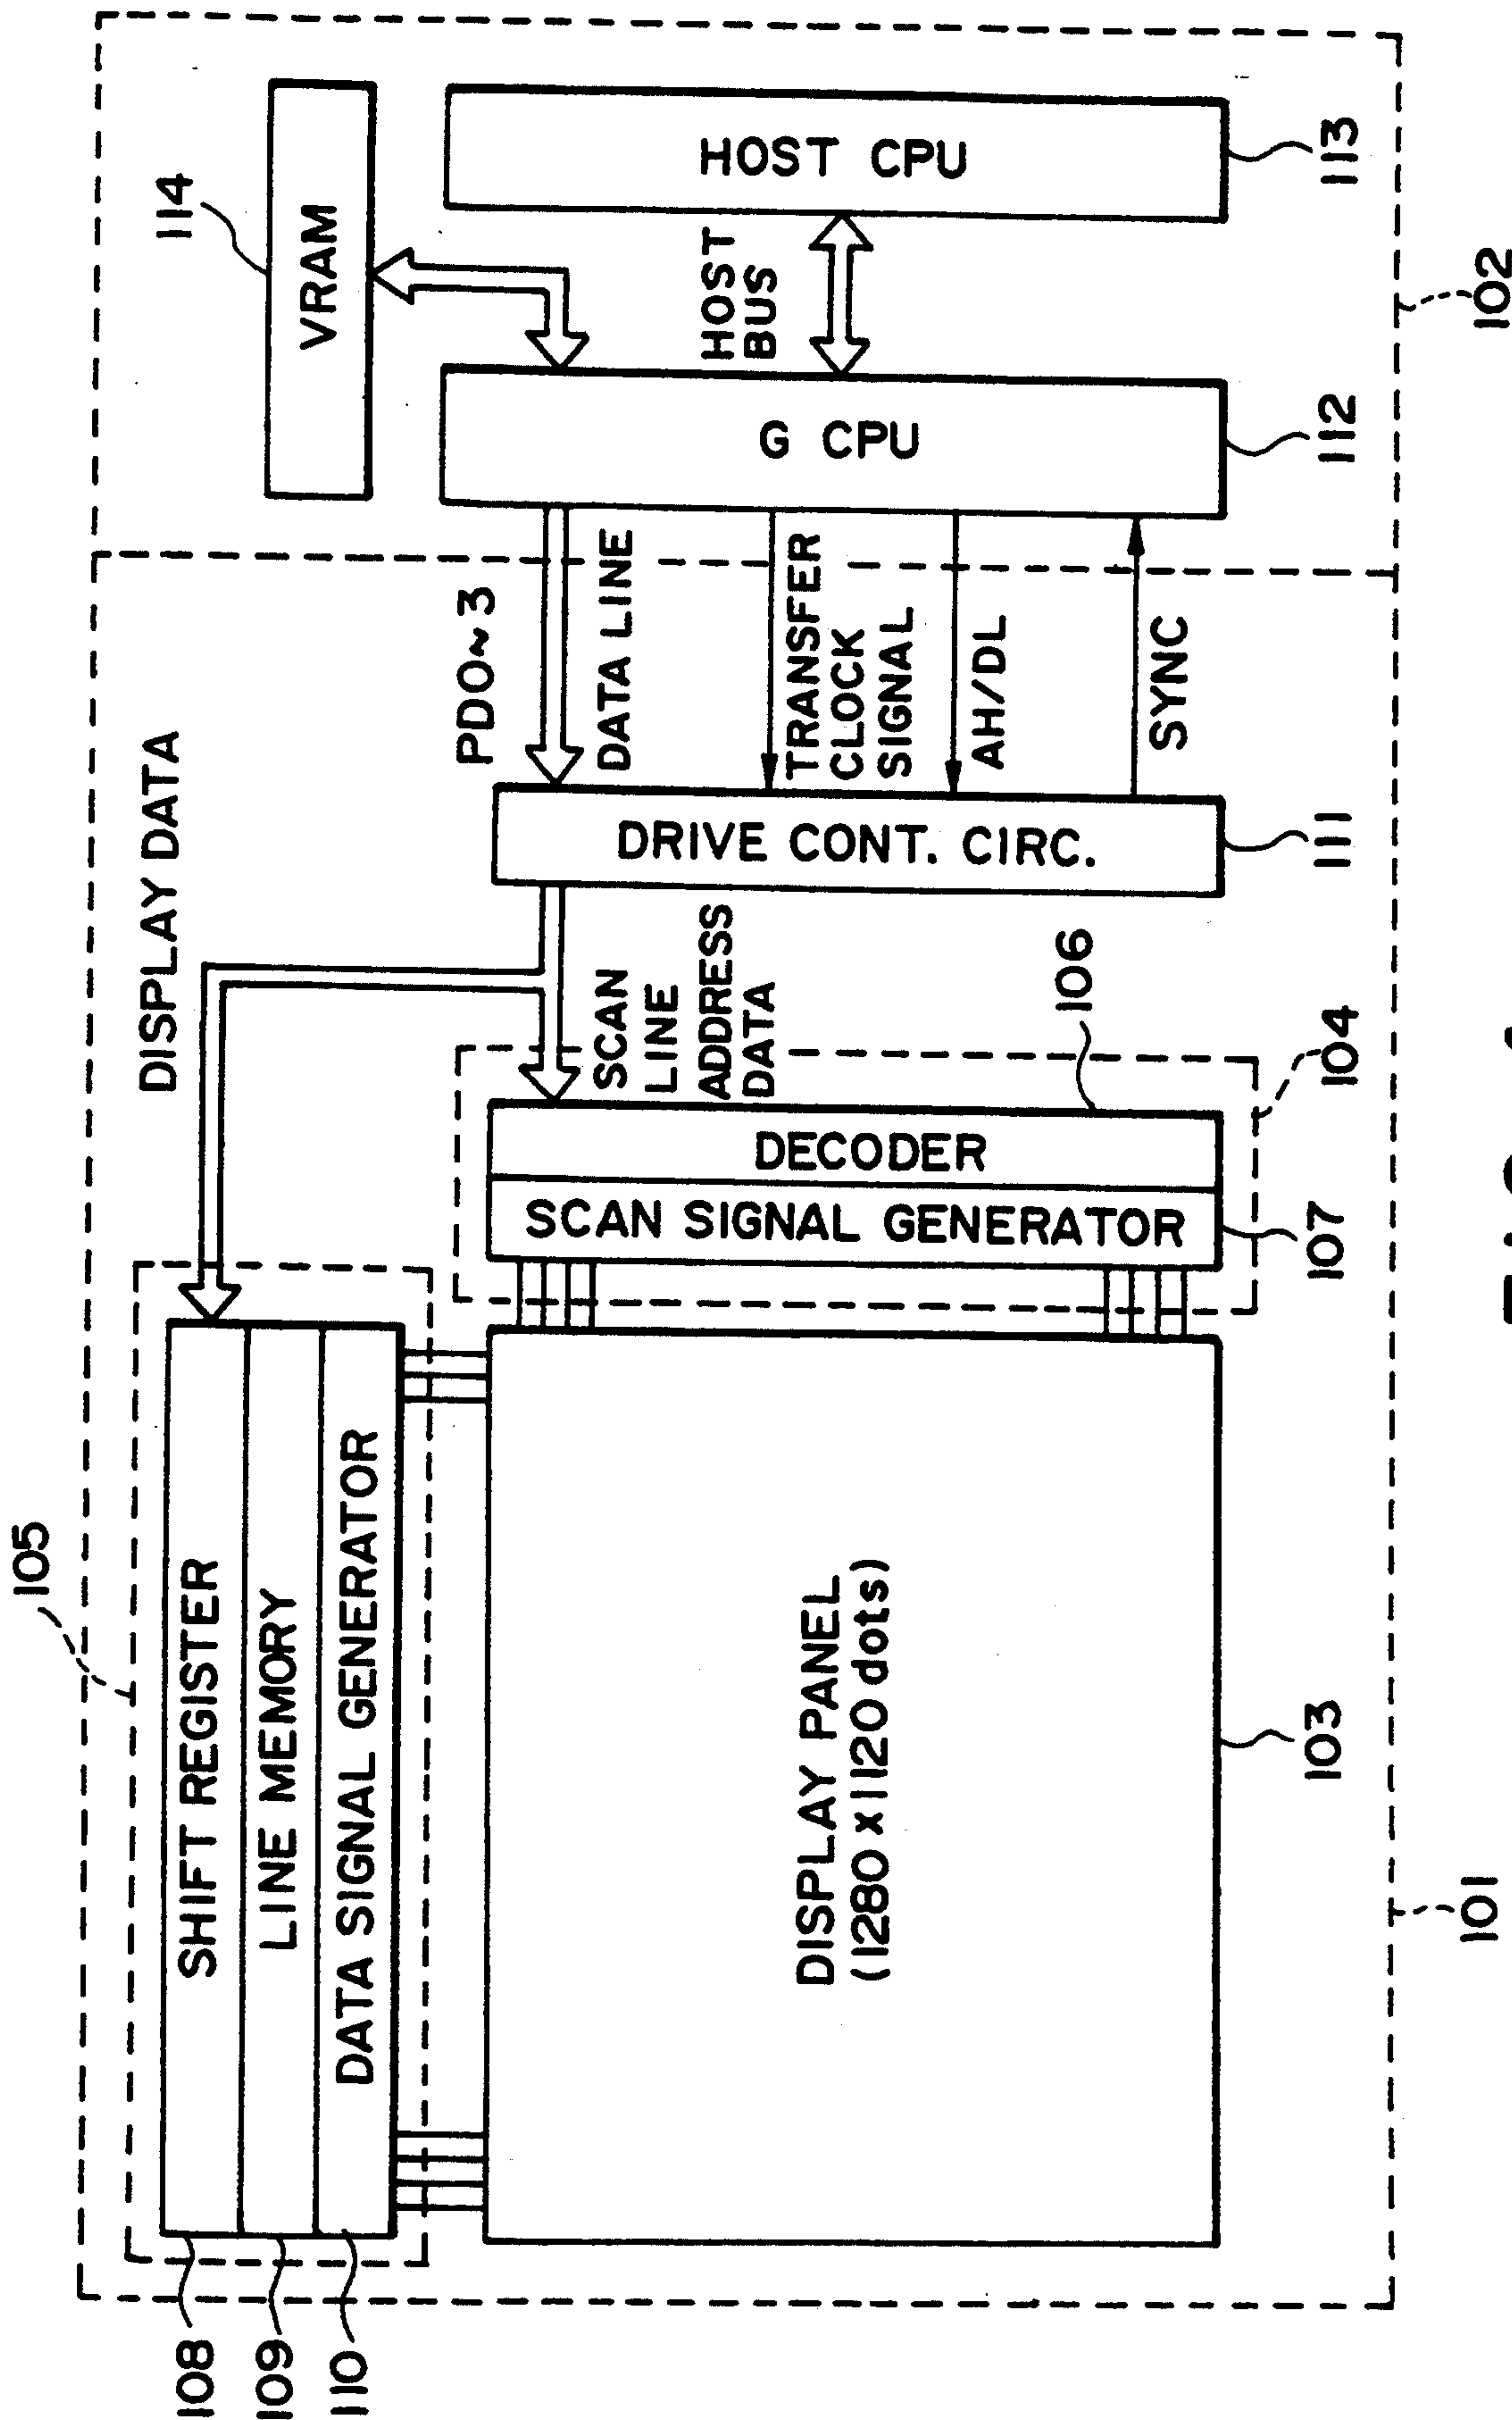 105
108
109
110
SHIFT REGISTER
LINE MEMORY
DATA SIGNAL GENERATOR
DISPLAY DATA
114
VRAM
DISPLAY PANEL
(1280 x 1120 dots)
103
SCAN SIGNAL GENERATOR
107
DECODER
106
104
SCAN
LINE
ADDRESS
DATA
DRIVE CONT. CIRC.
111
PD0~3
DATA LINE
TRANSFER
CLOCK
SIGNAL
AH/DL
SYNC
G CPU
112
HOST
BUS
HOST CPU
113
101
102